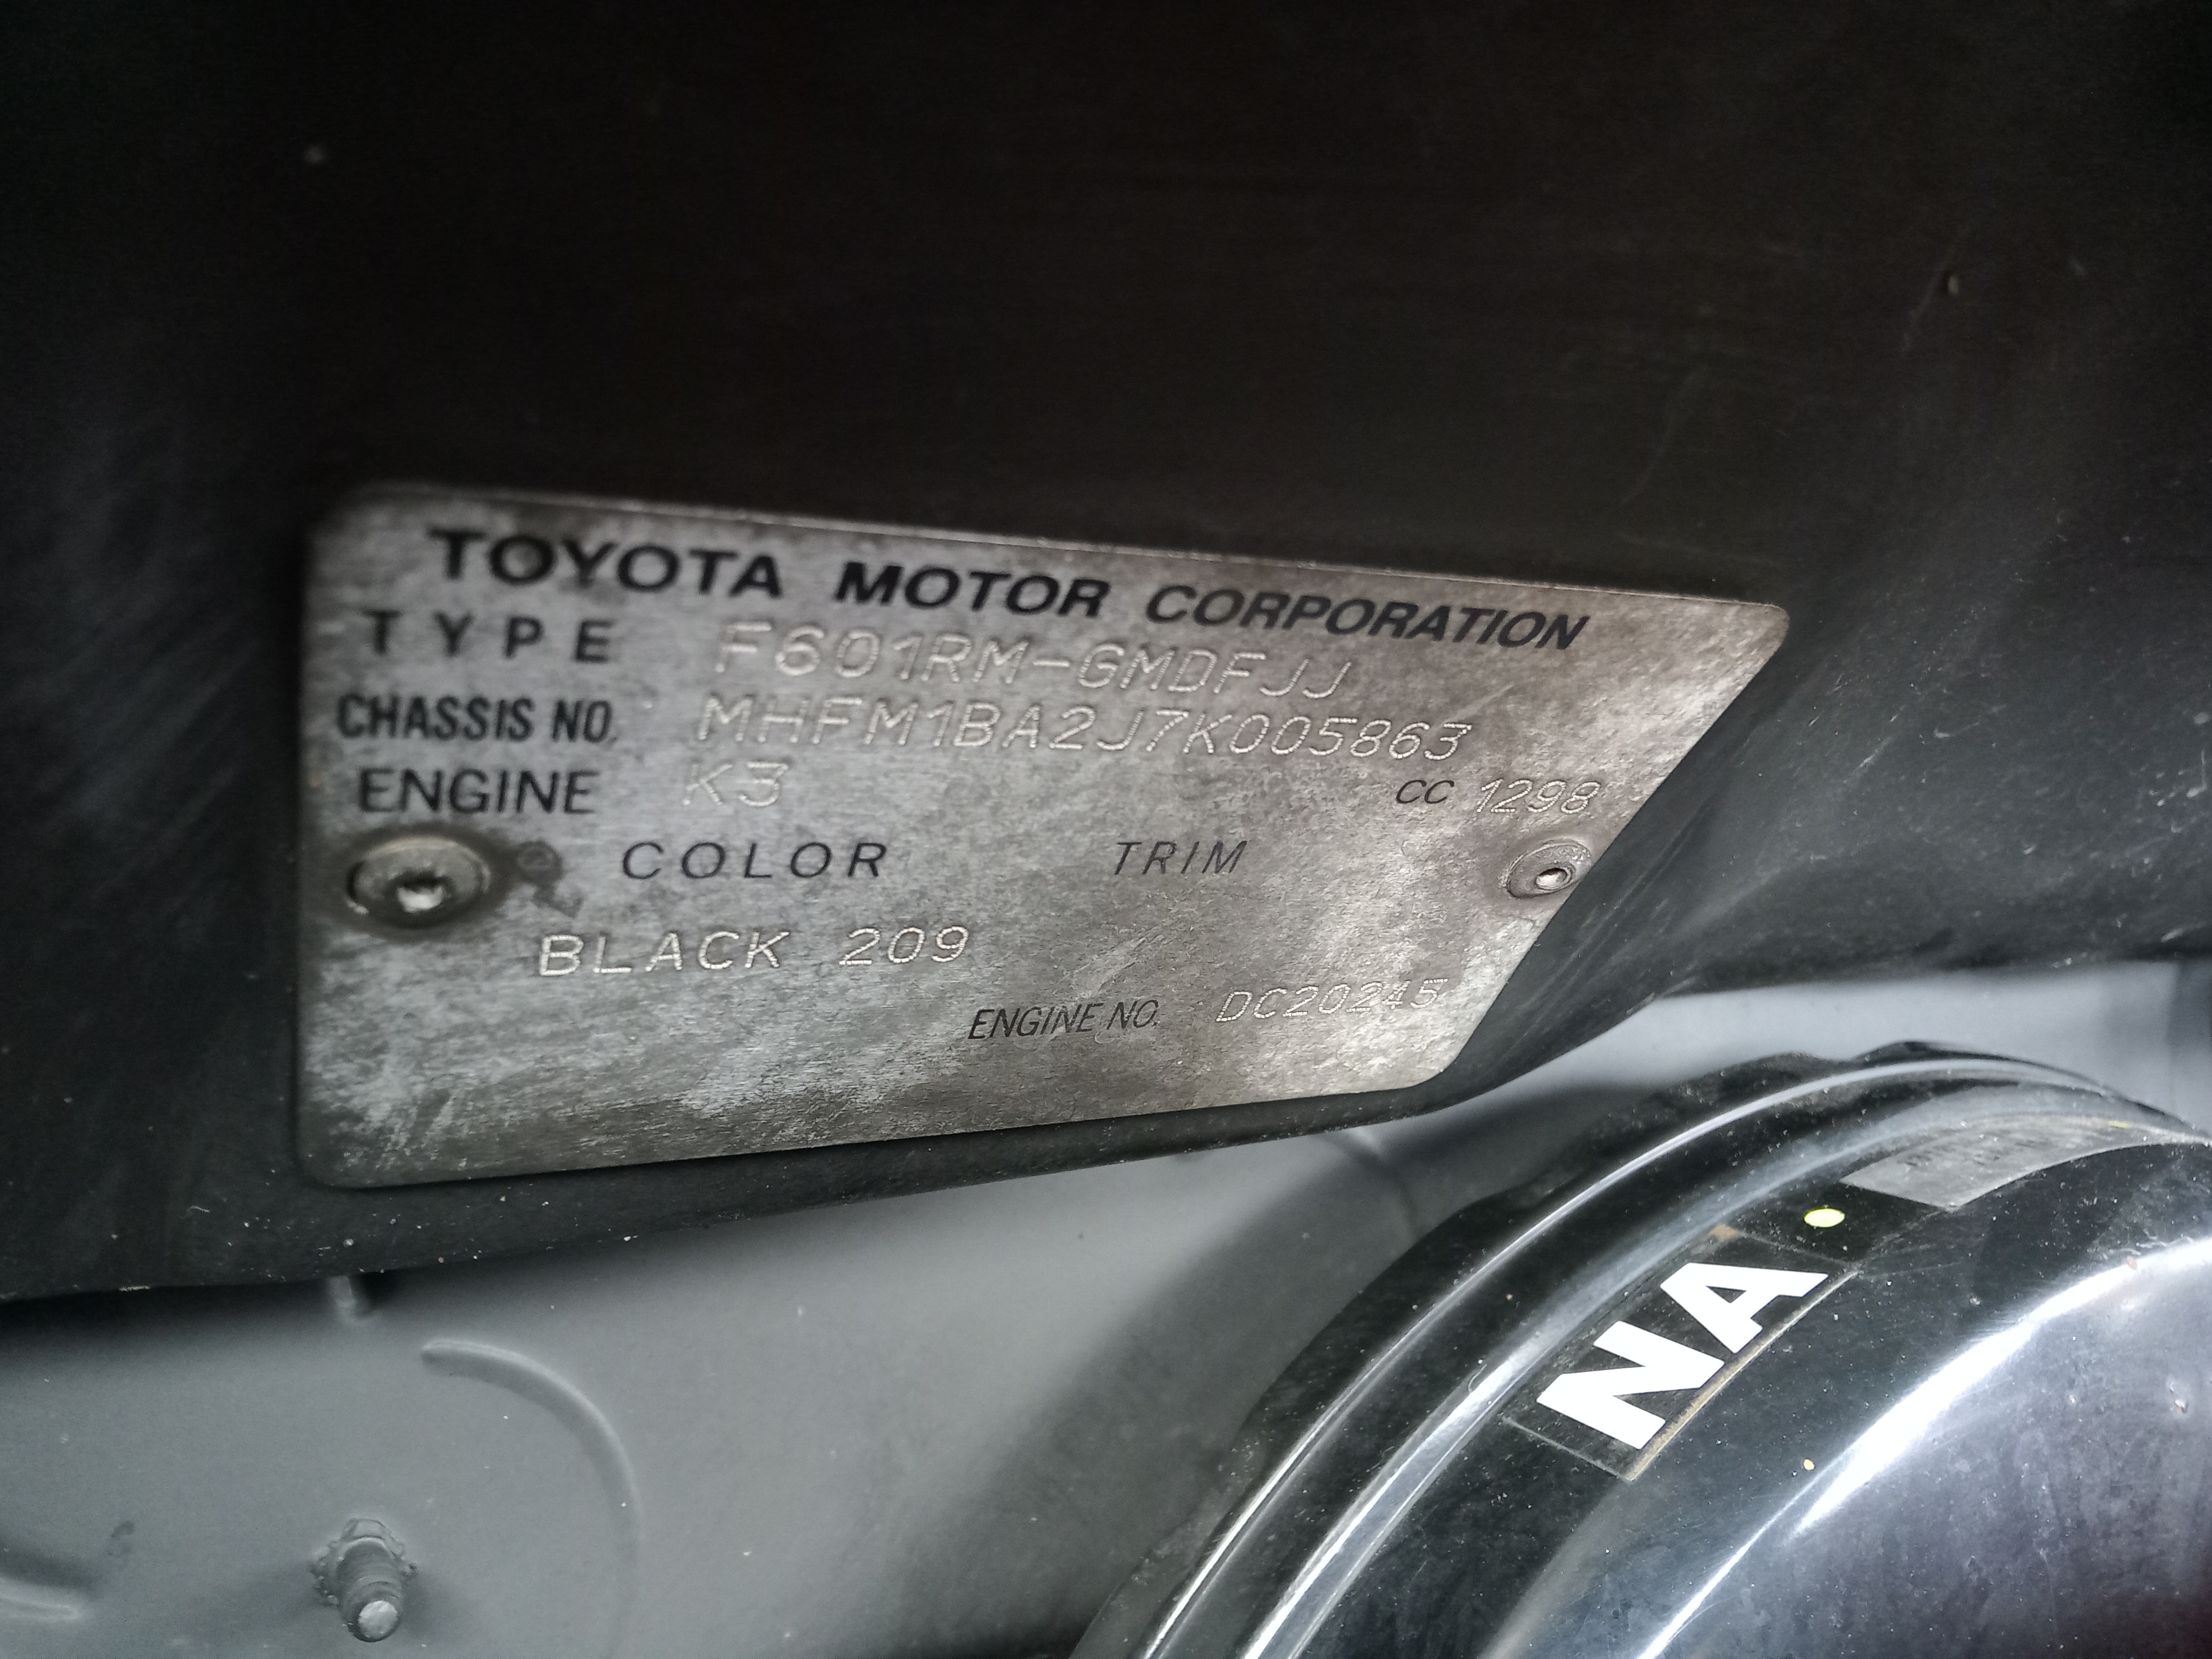 TOYOTA MOTOR CORPORATION
TYPE F601RM-GMDFJJ
CHASSIS NO. MHFM1BA2J7K005863
ENGINE K3 CC 1298
COLOR TRIM
BLACK 209
ENGINE NO. DC20245
NA